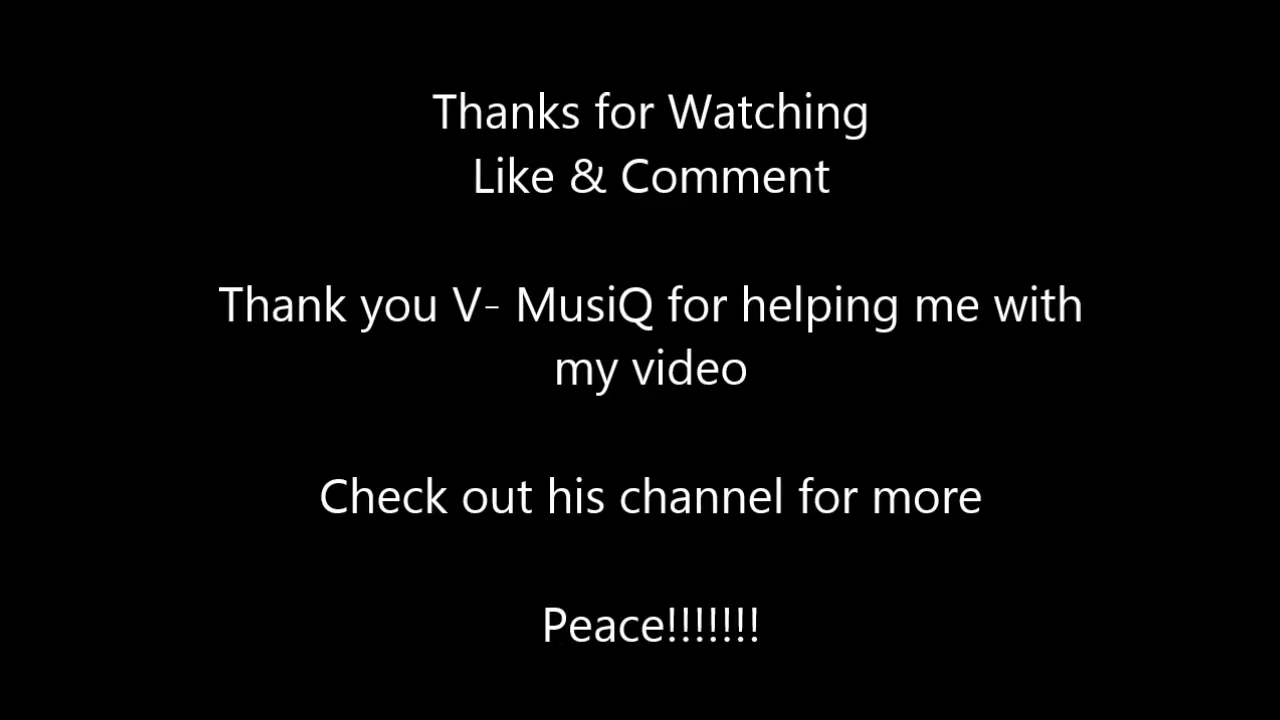 Thanks for Watching
Like & Comment
Thank you V- MusiQ for helping me with
my video
Check out his channel for more
Peace!!!!!!!